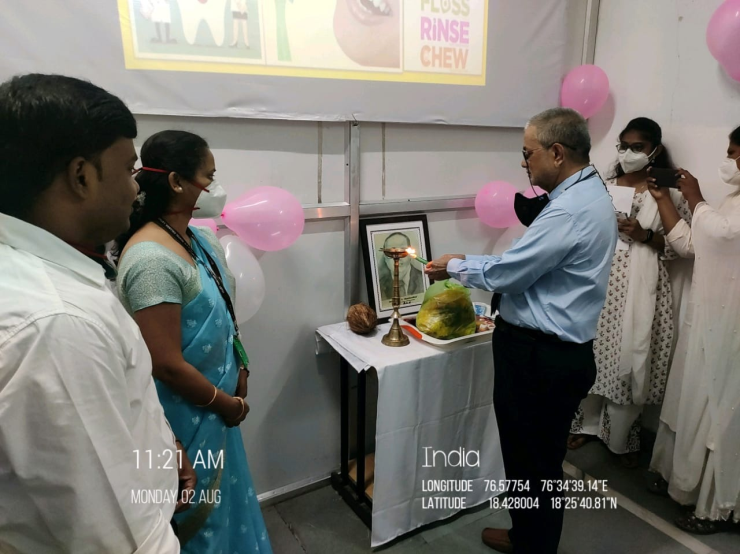 FLOSS
RINSE
CHEW
11:21 AM
MONDAY, 02 AUG
India
LONGITUDE 76.57754 76°34'39.14"E
LATITUDE 18.428004 18°25'40.81"N